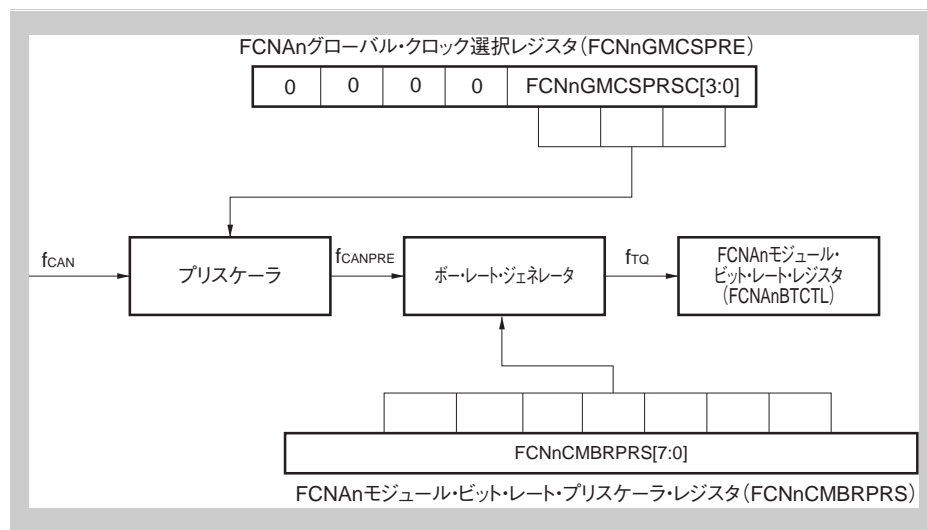 FCNAnグローバル・クロック選択レジスタ(FCNnGMCSPRE)
0 0 0 0 FCNnGMCSPRSC[3:0]
fCAN
プリスケーラ
fCANPRE
ボー・レート・ジェネレータ
fTQ
FCNAnモジュール・
ビット・レート・レジスタ
(FCNAnBTCTL)
FCNnCMBRPRS[7:0]
FCNAnモジュール・ビット・レート・プリスケーラ・レジスタ(FCNnCMBRPRS)